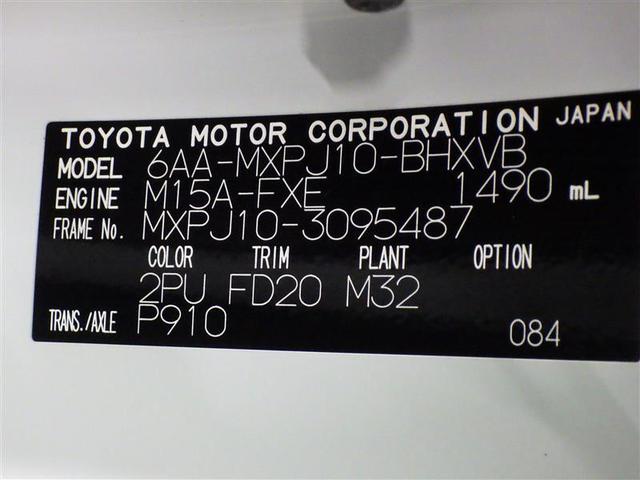 TOYOTA MOTOR CORPORATION JAPAN
MODEL 6AA-MXPJ10-BHXVB
ENGINE M15A-FXE 1490 mL
FRAME No. MXPJ10-3095487
COLOR TRIM PLANT OPTION
2PU FD20 M32
TRANS./AXLE P910 084